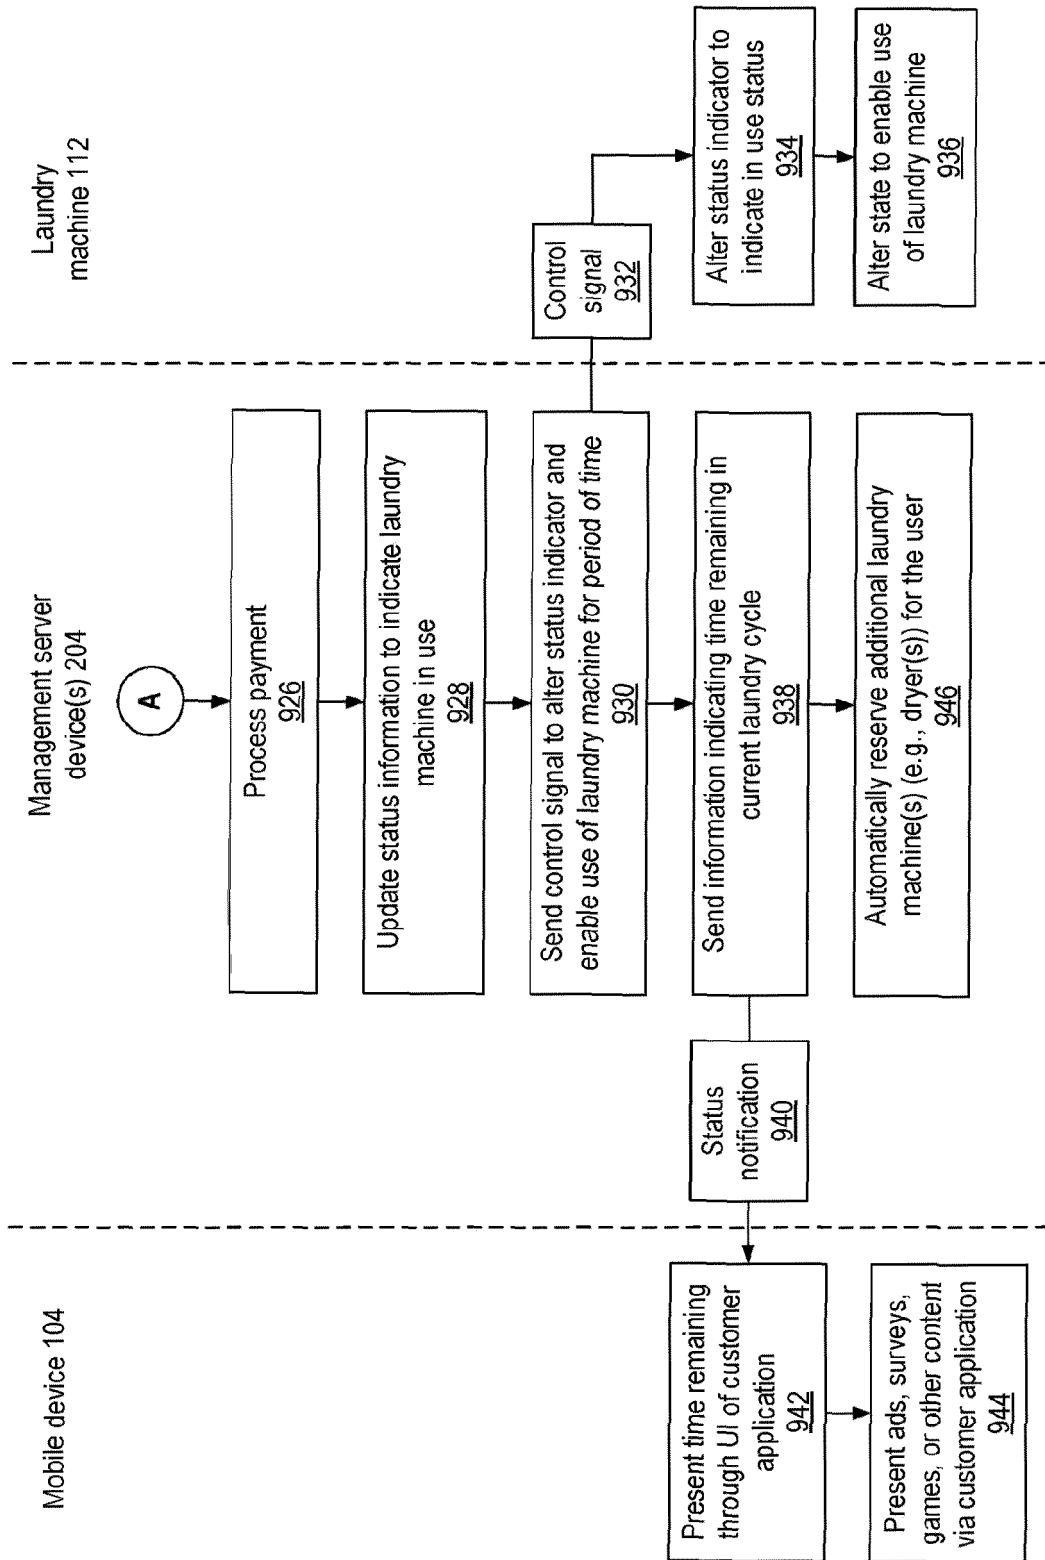 Mobile device 104
Management server
device(s) 204
Laundry
machine 112
A
Process payment
926
Update status information to indicate laundry
machine in use
928
Send control signal to alter status indicator and
enable use of laundry machine for period of time
930
Control
signal
932
Alter status indicator to
indicate in use status
934
Alter state to enable use
of laundry machine
936
Send information indicating time remaining in
current laundry cycle
938
Status
notification
940
Present time remaining
through UI of customer
application
942
Present ads, surveys,
games, or other content
via customer application
944
Automatically reserve additional laundry
machine(s) (e.g., dryer(s)) for the user
946